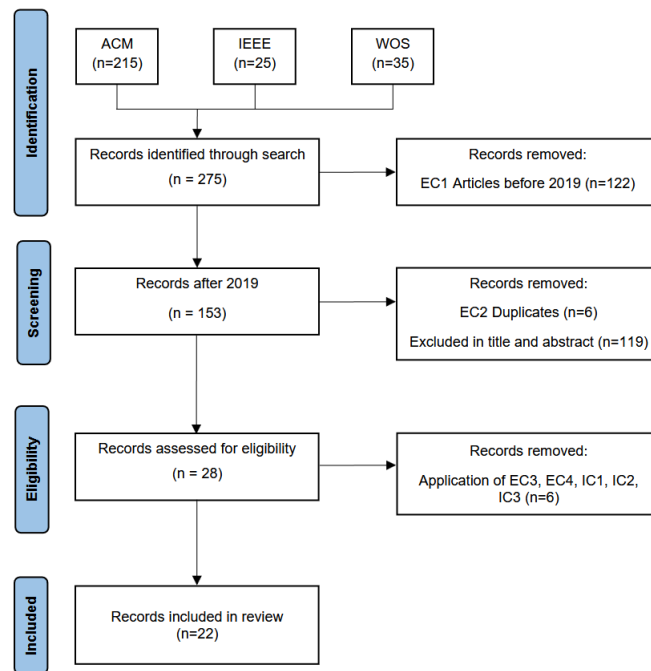 Identification
ACM
(n=215)
IEEE
(n=25)
WOS
(n=35)
Records identified through search
(n = 275)
Records removed:
EC1 Articles before 2019 (n=122)
Screening
Records after 2019
(n = 153)
Records removed:
EC2 Duplicates (n=6)
Excluded in title and abstract (n=119)
Eligibility
Records assessed for eligibility
(n = 28)
Records removed:
Application of EC3, EC4, IC1, IC2,
IC3 (n=6)
Included
Records included in review
(n=22)